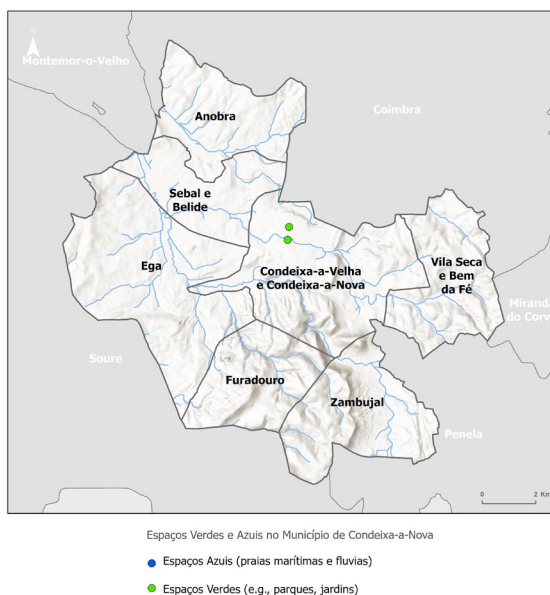 N
Montemor-o-Velho
Coimbra
Anobra
Sebal e
Belide
Ega
Condeixa-a-Velha
e Condeixa-a-Nova
Vila Seca
e Bem
da Fé
Miranda
do Corv
Soure
Furadouro
Zambujal
Penela
0 2 Km
Espaços Verdes e Azuis no Município de Condeixa-a-Nova
Espaços Azuis (praias marítimas e fluvias)
Espaços Verdes (e.g., parques, jardins)